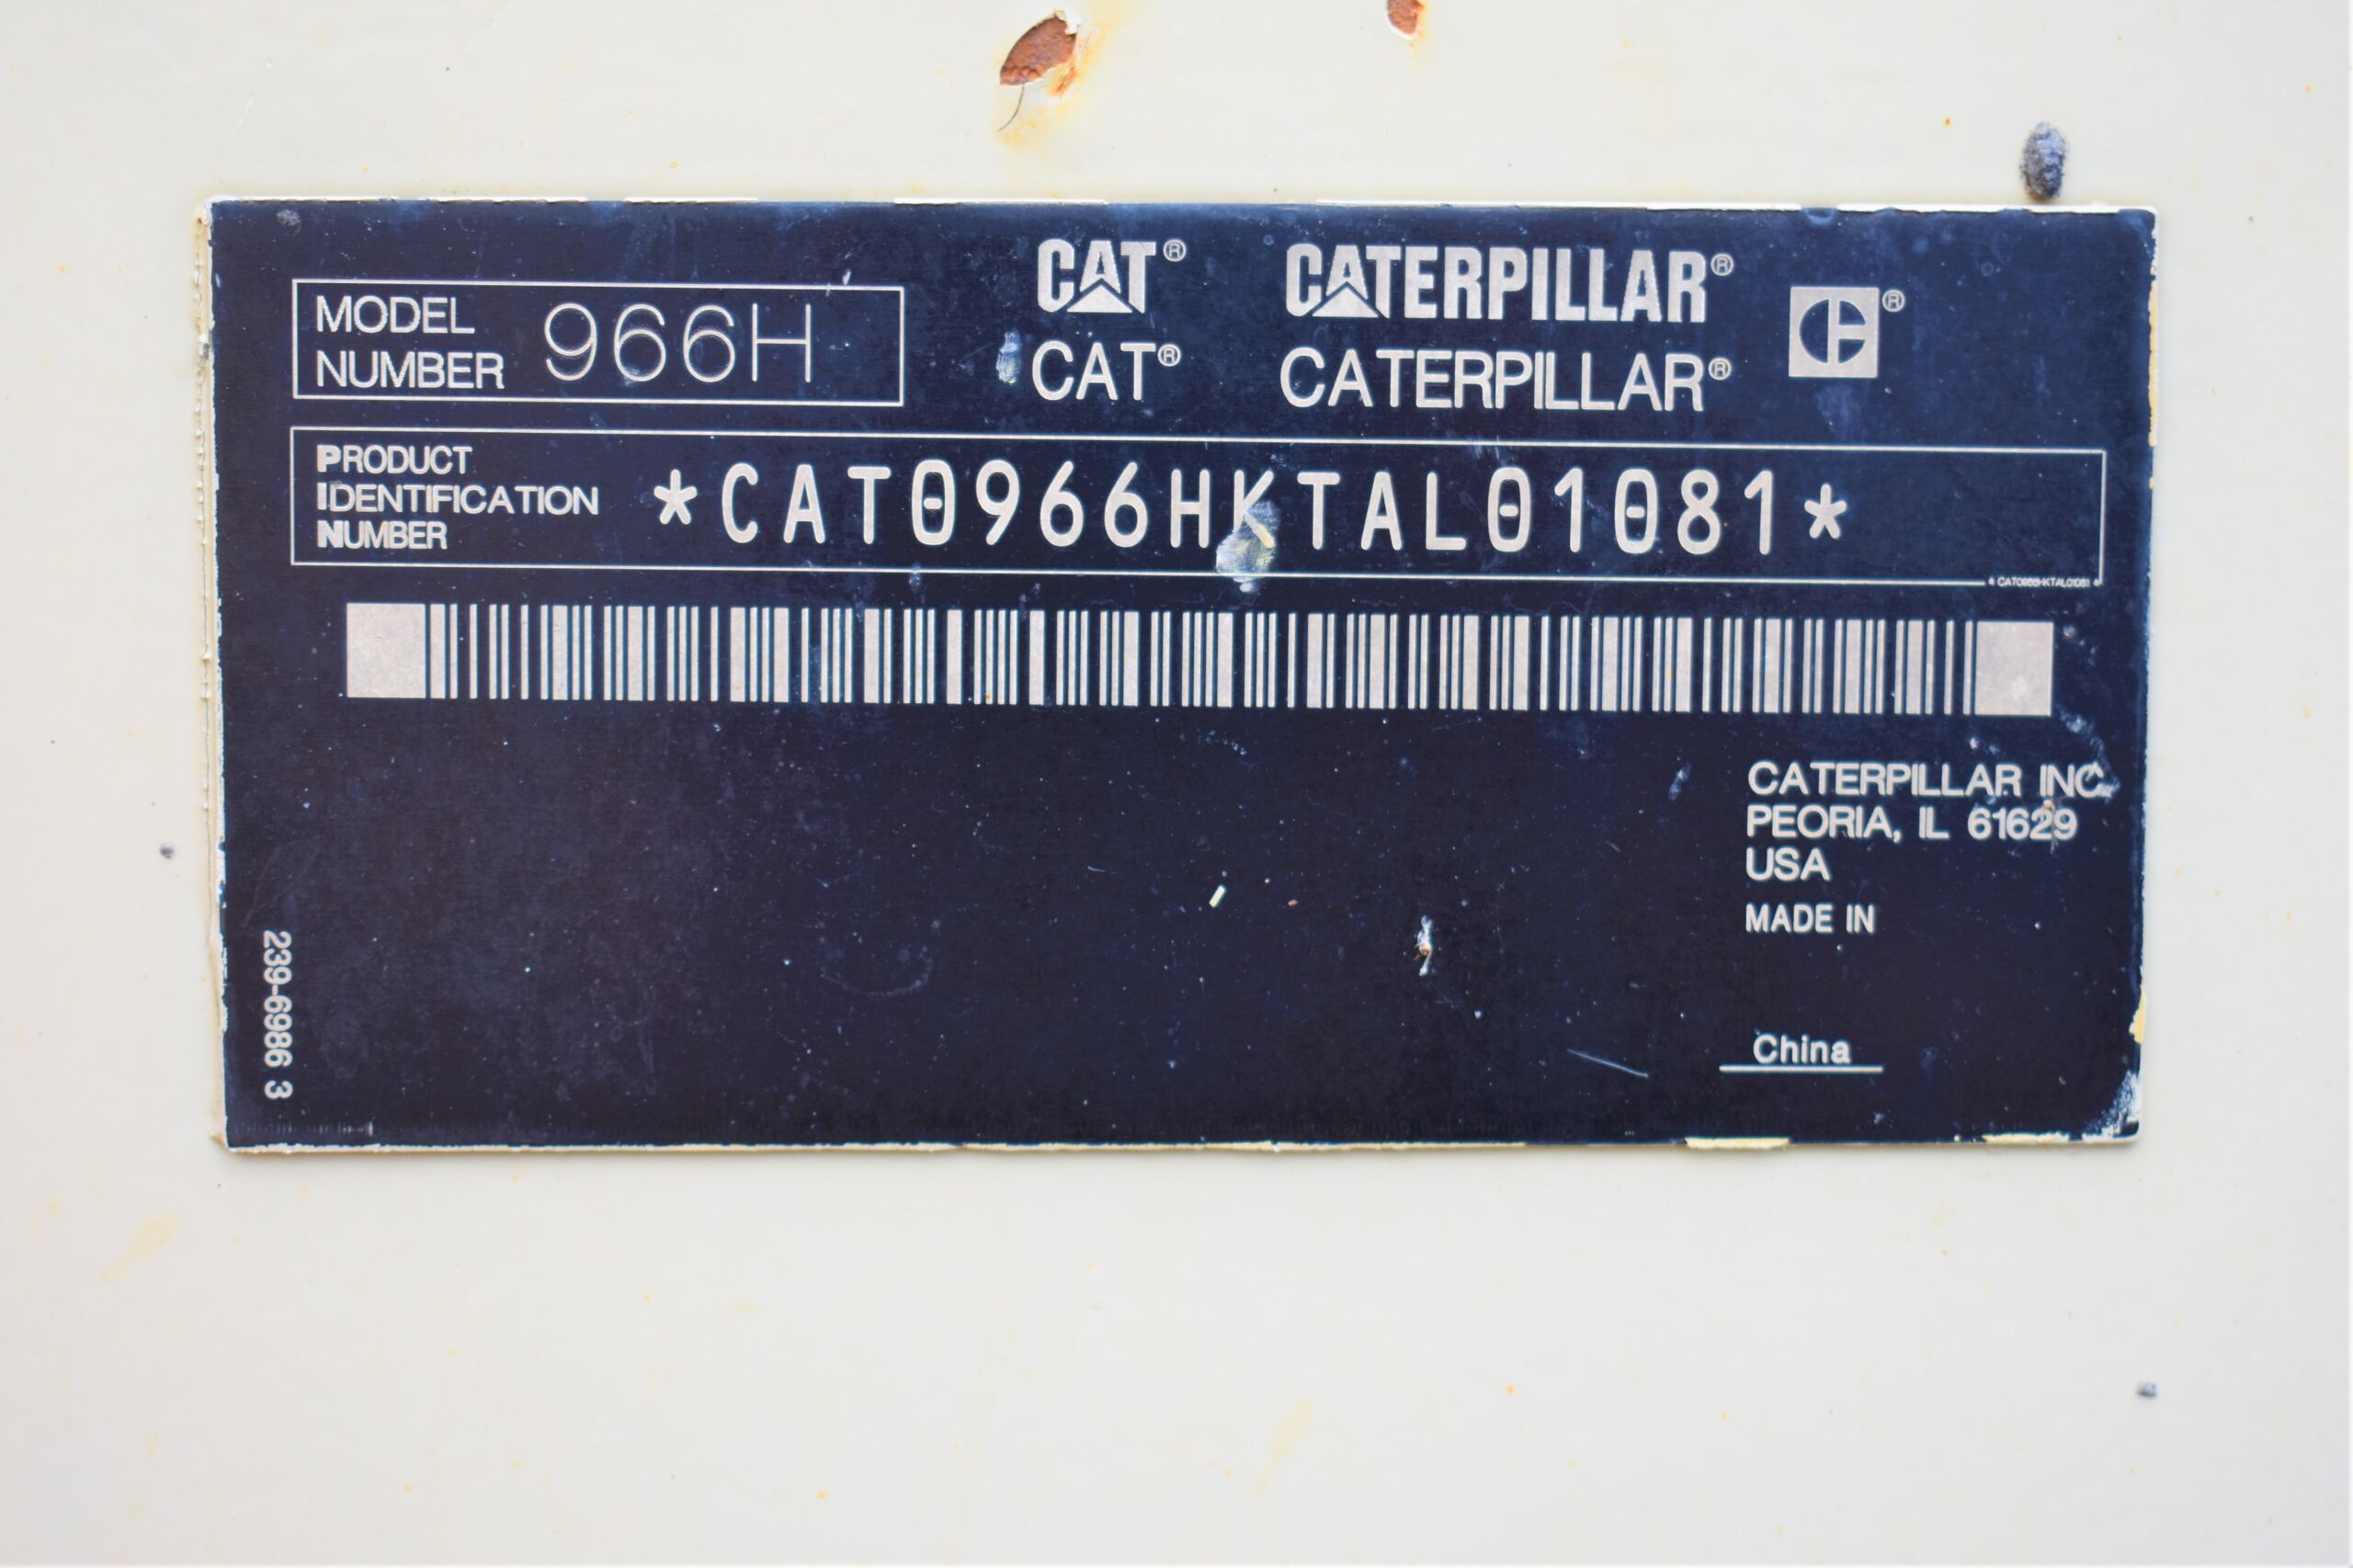 MODEL
NUMBER
966H
CAT® CATERPILLAR®
CAT® CATERPILLAR® ®
PRODUCT
IDENTIFICATION
NUMBER
*CAT0966HKTAL01081*
* CAT0966HKTAL01081 *
CATERPILLAR INC.
PEORIA, IL 61629
USA
MADE IN
China
239-6986 3